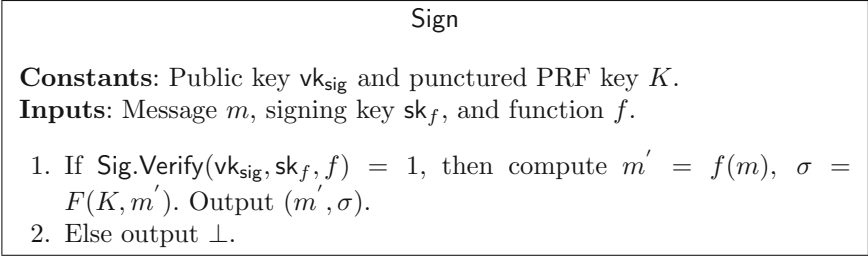 Sign
Constants: Public key vk_sig and punctured PRF key K.
Inputs: Message m, signing key sk_f, and function f.
1. If Sig.Verify(vk_sig, sk_f, f) = 1, then compute m′ = f(m), σ =
F(K, m′). Output (m′, σ).
2. Else output ⊥.